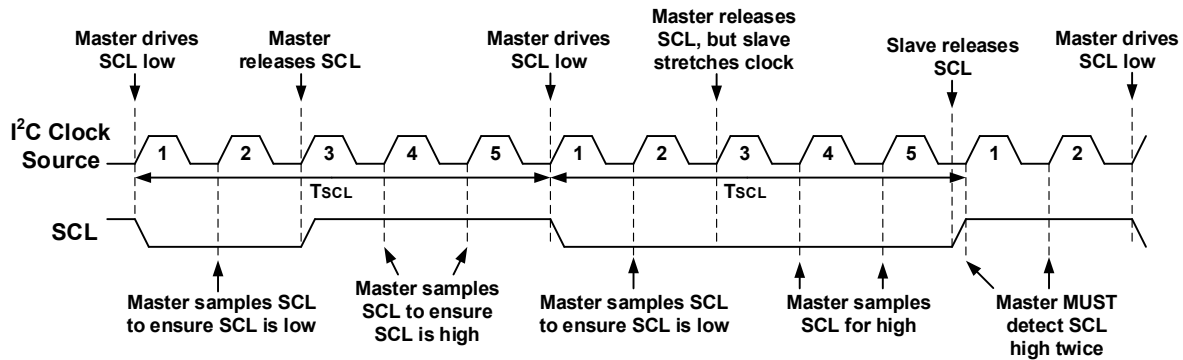 Master drives
SCL low
Master
releases SCL
Master drives
SCL low
Master releases
SCL, but slave
stretches clock
Slave releases
SCL
Master drives
SCL low
I²C Clock
Source
1 2 3 4 5 1 2 3 4 5 1 2
TSCL TSCL
SCL
Master samples SCL
to ensure SCL is low
Master samples
SCL to ensure
SCL is high
Master samples SCL
to ensure SCL is low
Master samples
SCL for high
Master MUST
detect SCL
high twice